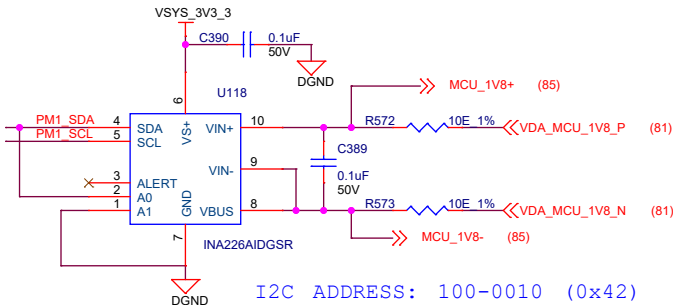 VSYS_3V3_3
C390
0.1uF
50V
DGND
U118
MCU_1V8+ (85)
6
PM1_SDA 4 SDA VS+ VIN+ 10 R572 10E_1% VDA_MCU_1V8_P (81)
PM1_SCL 5 SCL
C389
VIN- 9
0.1uF
50V
3 ALERT
2 A0
1 A1 GND VBUS 8 R573 10E_1% VDA_MCU_1V8_N (81)
7
INA226AIDGSR
MCU_1V8- (85)
DGND
I2C ADDRESS: 100-0010 (0x42)